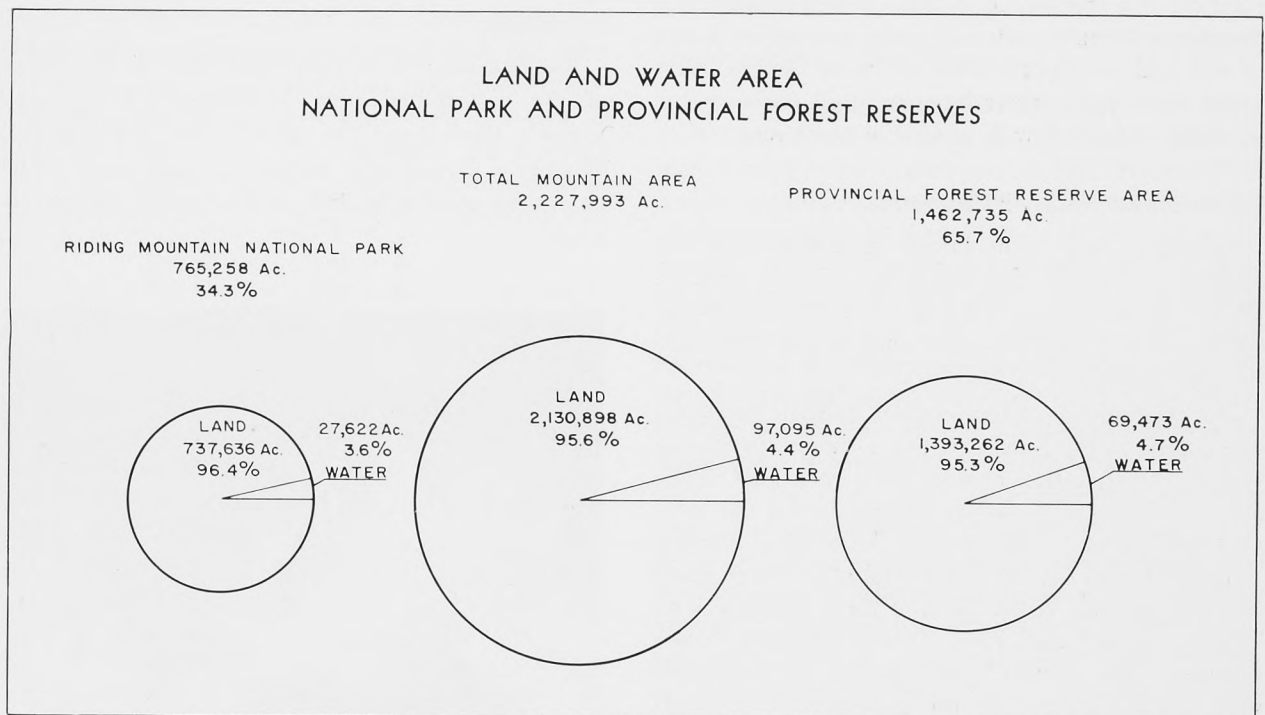 LAND AND WATER AREA
NATIONAL PARK AND PROVINCIAL FOREST RESERVES
TOTAL MOUNTAIN AREA
2,227,993 Ac.
PROVINCIAL FOREST RESERVE AREA
1,462,735 Ac.
65.7%
RIDING MOUNTAIN NATIONAL PARK
765,258 Ac.
34.3%
LAND
737,636 Ac.
96.4%
27,622 Ac.
3.6%
WATER
LAND
2,130,898 Ac.
95.6%
97,095 Ac.
4.4%
WATER
LAND
1,393,262 Ac.
95.3%
69,473 Ac.
4.7%
WATER